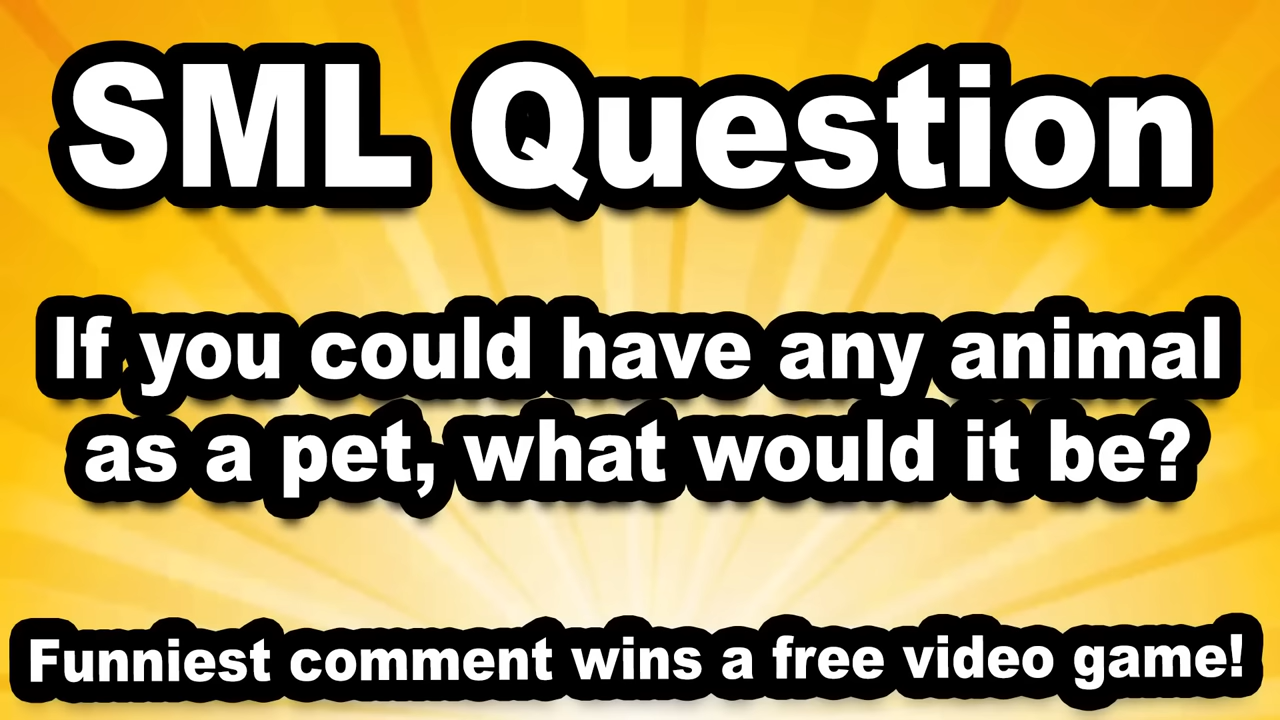 SML Question
If you could have any animal
as a pet, what would it be?
Funniest comment wins a free video game!